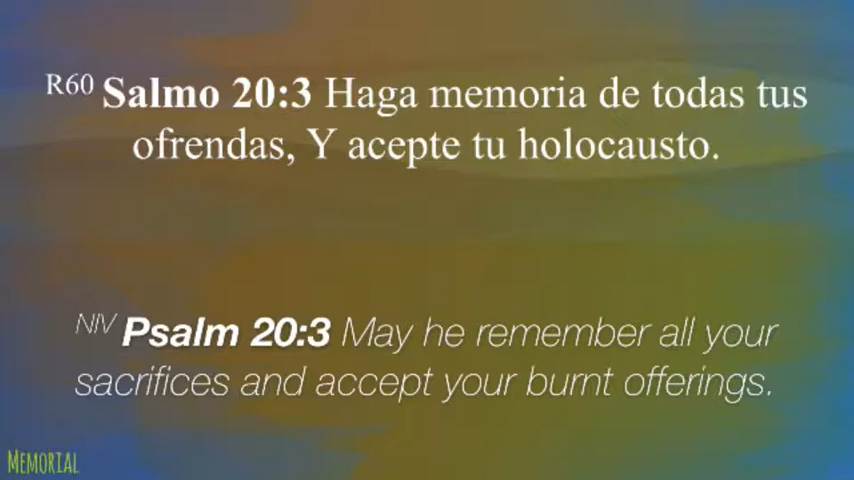 R60 Salmo 20:3 Haga memoria de todas tus
ofrendas, Y acepte tu holocausto.
NIV Psalm 20:3 May he remember all your
sacrifices and accept your burnt offerings.
MEMORIAL